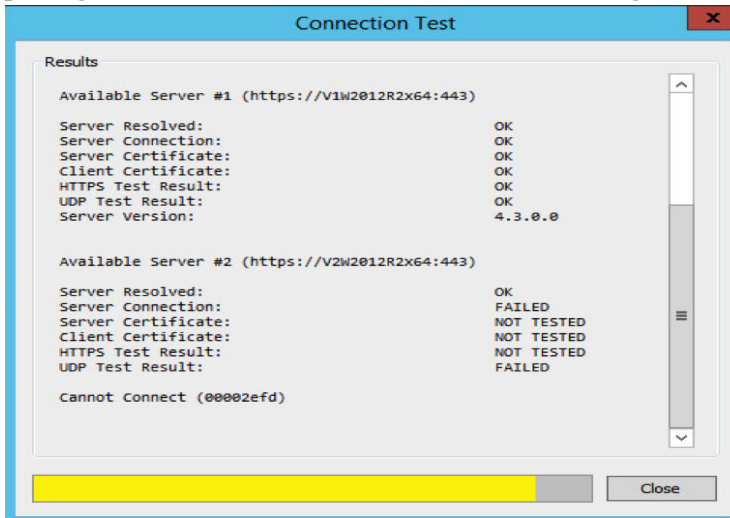 Connection Test
x
Results
Available Server #1 (https://V1W2012R2x64:443)
Server Resolved: OK
Server Connection: OK
Server Certificate: OK
Client Certificate: OK
HTTPS Test Result: OK
UDP Test Result: OK
Server Version: 4.3.0.0
Available Server #2 (https://V2W2012R2x64:443)
Server Resolved: OK
Server Connection: FAILED
Server Certificate: NOT TESTED
Client Certificate: NOT TESTED
HTTPS Test Result: NOT TESTED
UDP Test Result: FAILED
Cannot Connect (00002efd)
Close